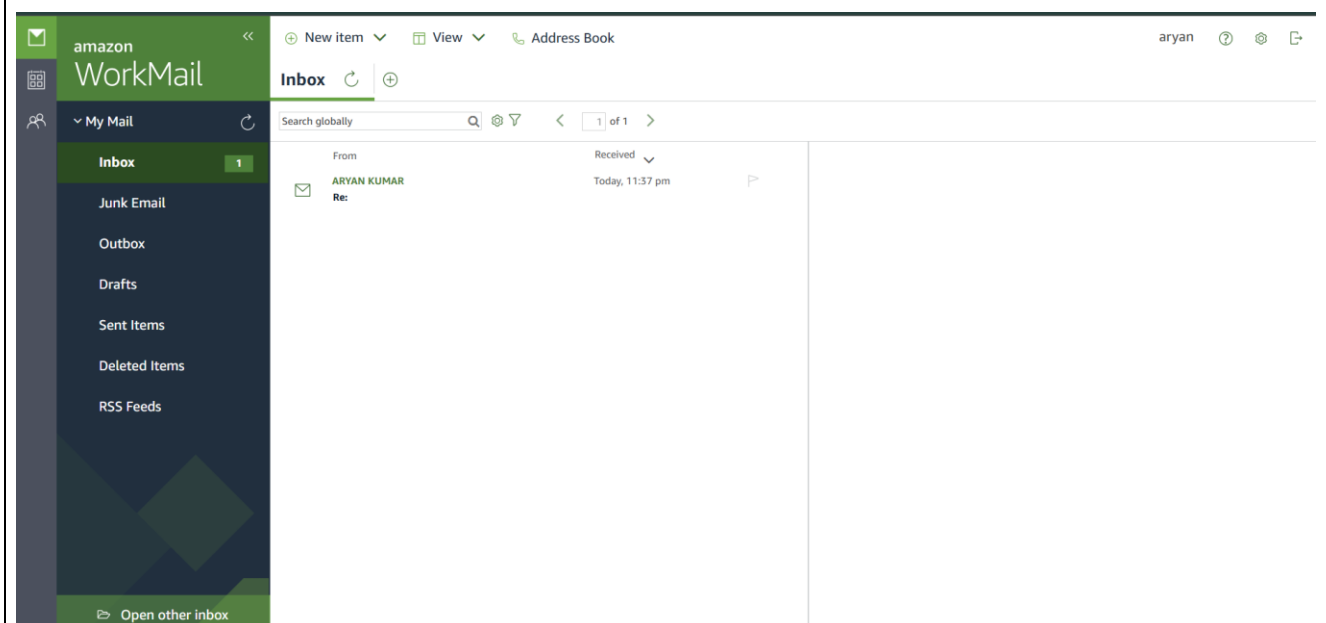 amazon
WorkMail
«
New item
View
Address Book
aryan
Inbox
My Mail
Search globally
1 of 1
Inbox 1
Junk Email
Outbox
Drafts
Sent Items
Deleted Items
RSS Feeds
Open other inbox
From Received
ARYAN KUMAR Today, 11:37 pm
Re: